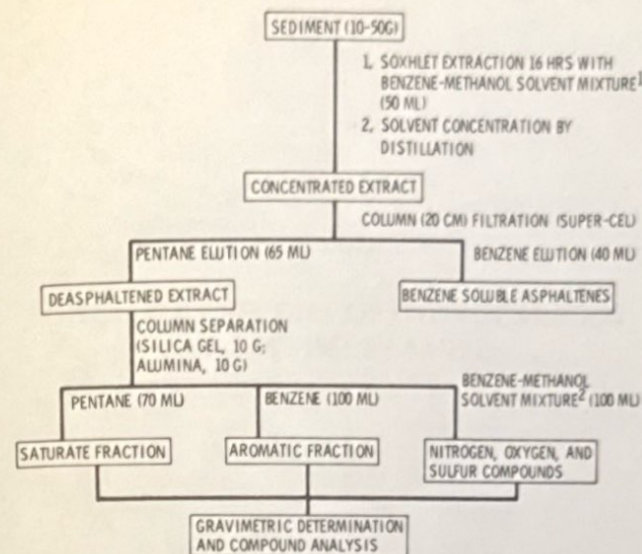 SEDIMENT (10-50G)
1. SOXHLET EXTRACTION 16 HRS WITH
BENZENE-METHANOL SOLVENT MIXTURE¹
(50 ML)
2. SOLVENT CONCENTRATION BY
DISTILLATION
CONCENTRATED EXTRACT
COLUMN (20 CM) FILTRATION (SUPER-CEL)
PENTANE ELUTION (65 ML)
BENZENE ELUTION (40 ML)
DEASPHALTENED EXTRACT
BENZENE SOLUBLE ASPHALTENES
COLUMN SEPARATION
(SILICA GEL, 10 G;
ALUMINA, 10 G)
PENTANE (70 ML)
BENZENE (100 ML)
BENZENE-METHANOL
SOLVENT MIXTURE² (100 ML)
SATURATE FRACTION
AROMATIC FRACTION
NITROGEN, OXYGEN, AND
SULFUR COMPOUNDS
GRAVIMETRIC DETERMINATION
AND COMPOUND ANALYSIS